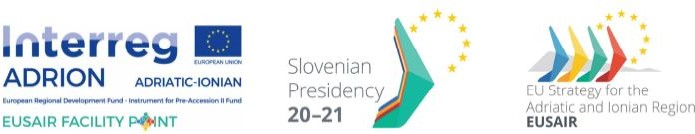 Interreg
EUROPEAN UNION
ADRION ADRIATIC-IONIAN
European Regional Development Fund - Instrument for Pre-Accession II Fund
EUSAIR FACILITY POINT
Slovenian
Presidency
20–21
EU Strategy for the
Adriatic and Ionian Region
EUSAIR